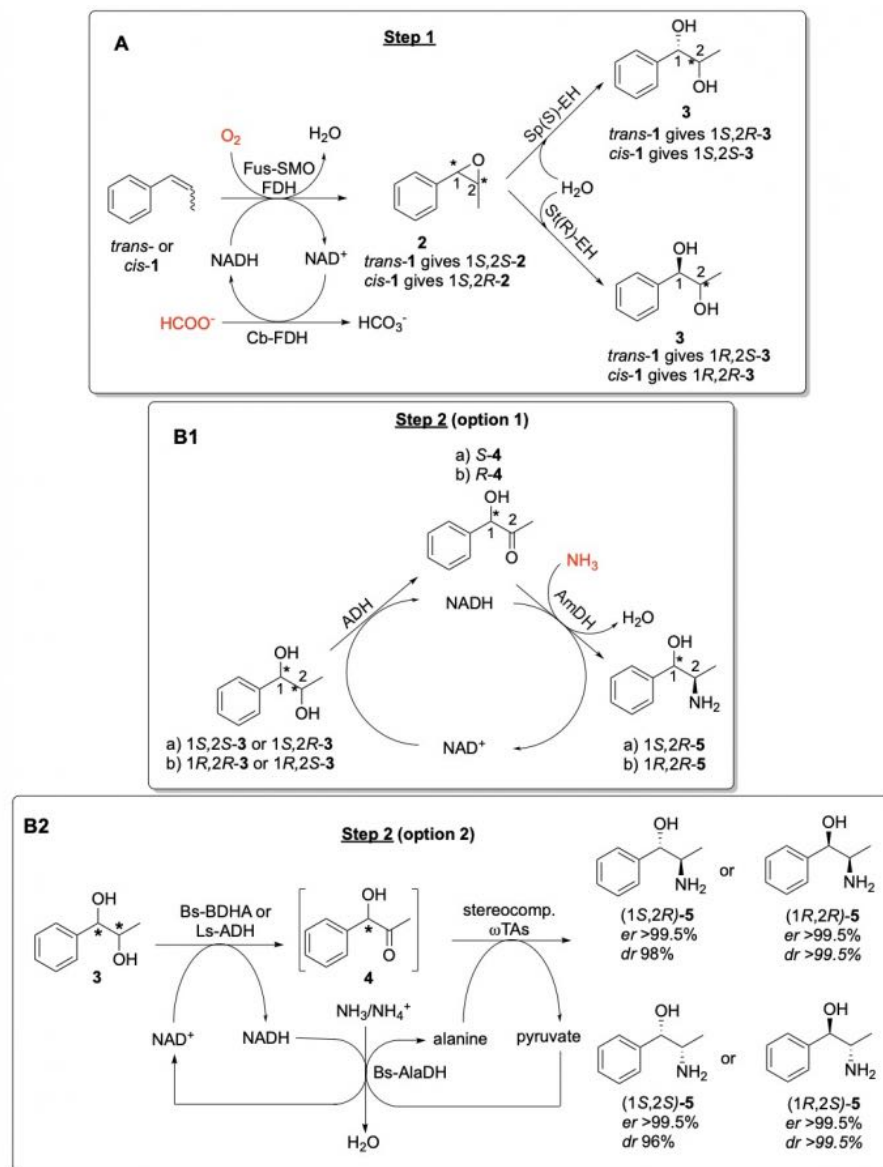 A
Step 1
O₂
H₂O
Fus-SMO
FDH
trans- or
cis-1
NADH
NAD⁺
HCOO⁻
HCO₃⁻
Cb-FDH
*
O
1
2
*
2
trans-1 gives 1S,2S-2
cis-1 gives 1S,2R-2
Sp(S)-EH
H₂O
St(R)-EH
OH
2
1
*
OH
3
trans-1 gives 1S,2R-3
cis-1 gives 1S,2S-3
OH
2
1
*
OH
3
trans-1 gives 1R,2S-3
cis-1 gives 1R,2R-3
B1
Step 2 (option 1)
a) S-4
b) R-4
OH
*
2
1
O
NH₃
ADH
NADH
AmDH
H₂O
OH
*
2
1
*
OH
a) 1S,2S-3 or 1S,2R-3
b) 1R,2R-3 or 1R,2S-3
NAD⁺
OH
*
2
1
NH₂
a) 1S,2R-5
b) 1R,2R-5
B2
Step 2 (option 2)
OH
*
*
OH
3
Bs-BDHA or
Ls-ADH
OH
*
O
4
stereocomp.
ωTAs
NAD⁺
NADH
NH₃/NH₄⁺
alanine
pyruvate
Bs-AlaDH
H₂O
OH
NH₂
or
(1S,2R)-5
er >99.5%
dr 98%
OH
NH₂
(1R,2R)-5
er >99.5%
dr >99.5%
OH
NH₂
or
(1S,2S)-5
er >99.5%
dr 96%
OH
NH₂
(1R,2S)-5
er >99.5%
dr >99.5%